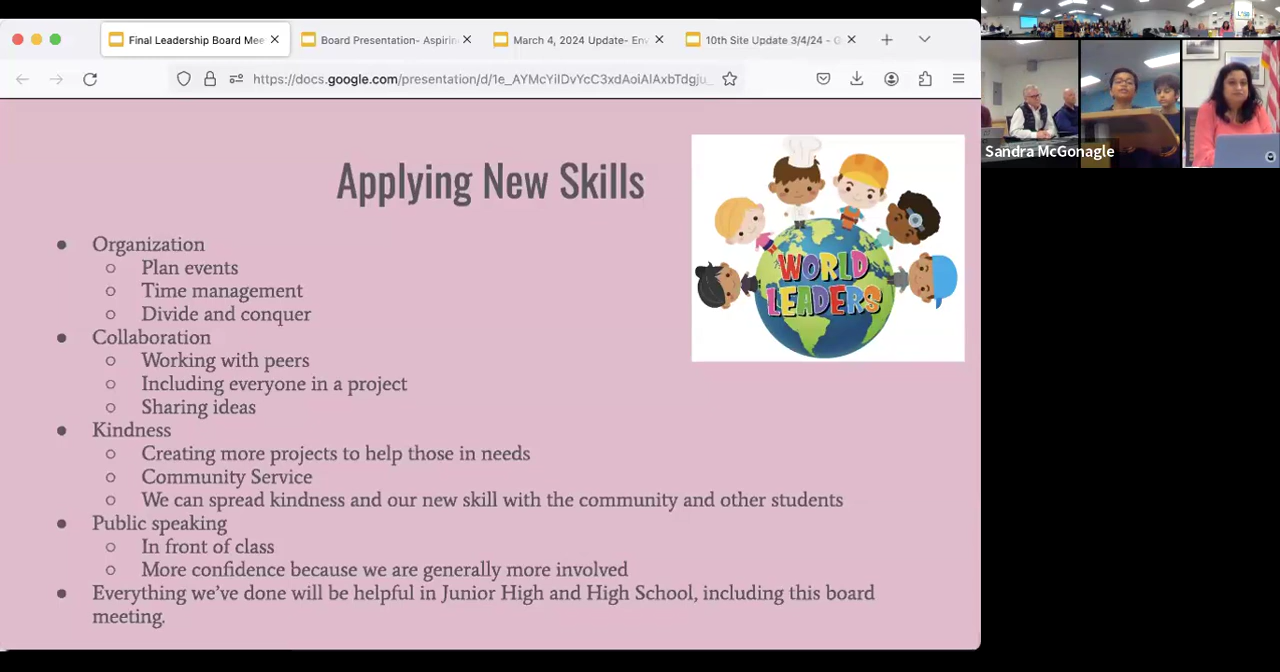 Final Leadership Board Mee
Board Presentation- Aspirin
March 4, 2024 Update- En
10th Site Update 3/4/24 - G
https://docs.google.com/presentation/d/1e_AYMcYilDvYcC3xdAoiAlAxbTdgju_
Sandra McGonagle
Applying New Skills
WORLD
LEADERS
● Organization
○ Plan events
○ Time management
○ Divide and conquer
● Collaboration
○ Working with peers
○ Including everyone in a project
○ Sharing ideas
● Kindness
○ Creating more projects to help those in needs
○ Community Service
○ We can spread kindness and our new skill with the community and other students
● Public speaking
○ In front of class
○ More confidence because we are generally more involved
● Everything we've done will be helpful in Junior High and High School, including this board
meeting.